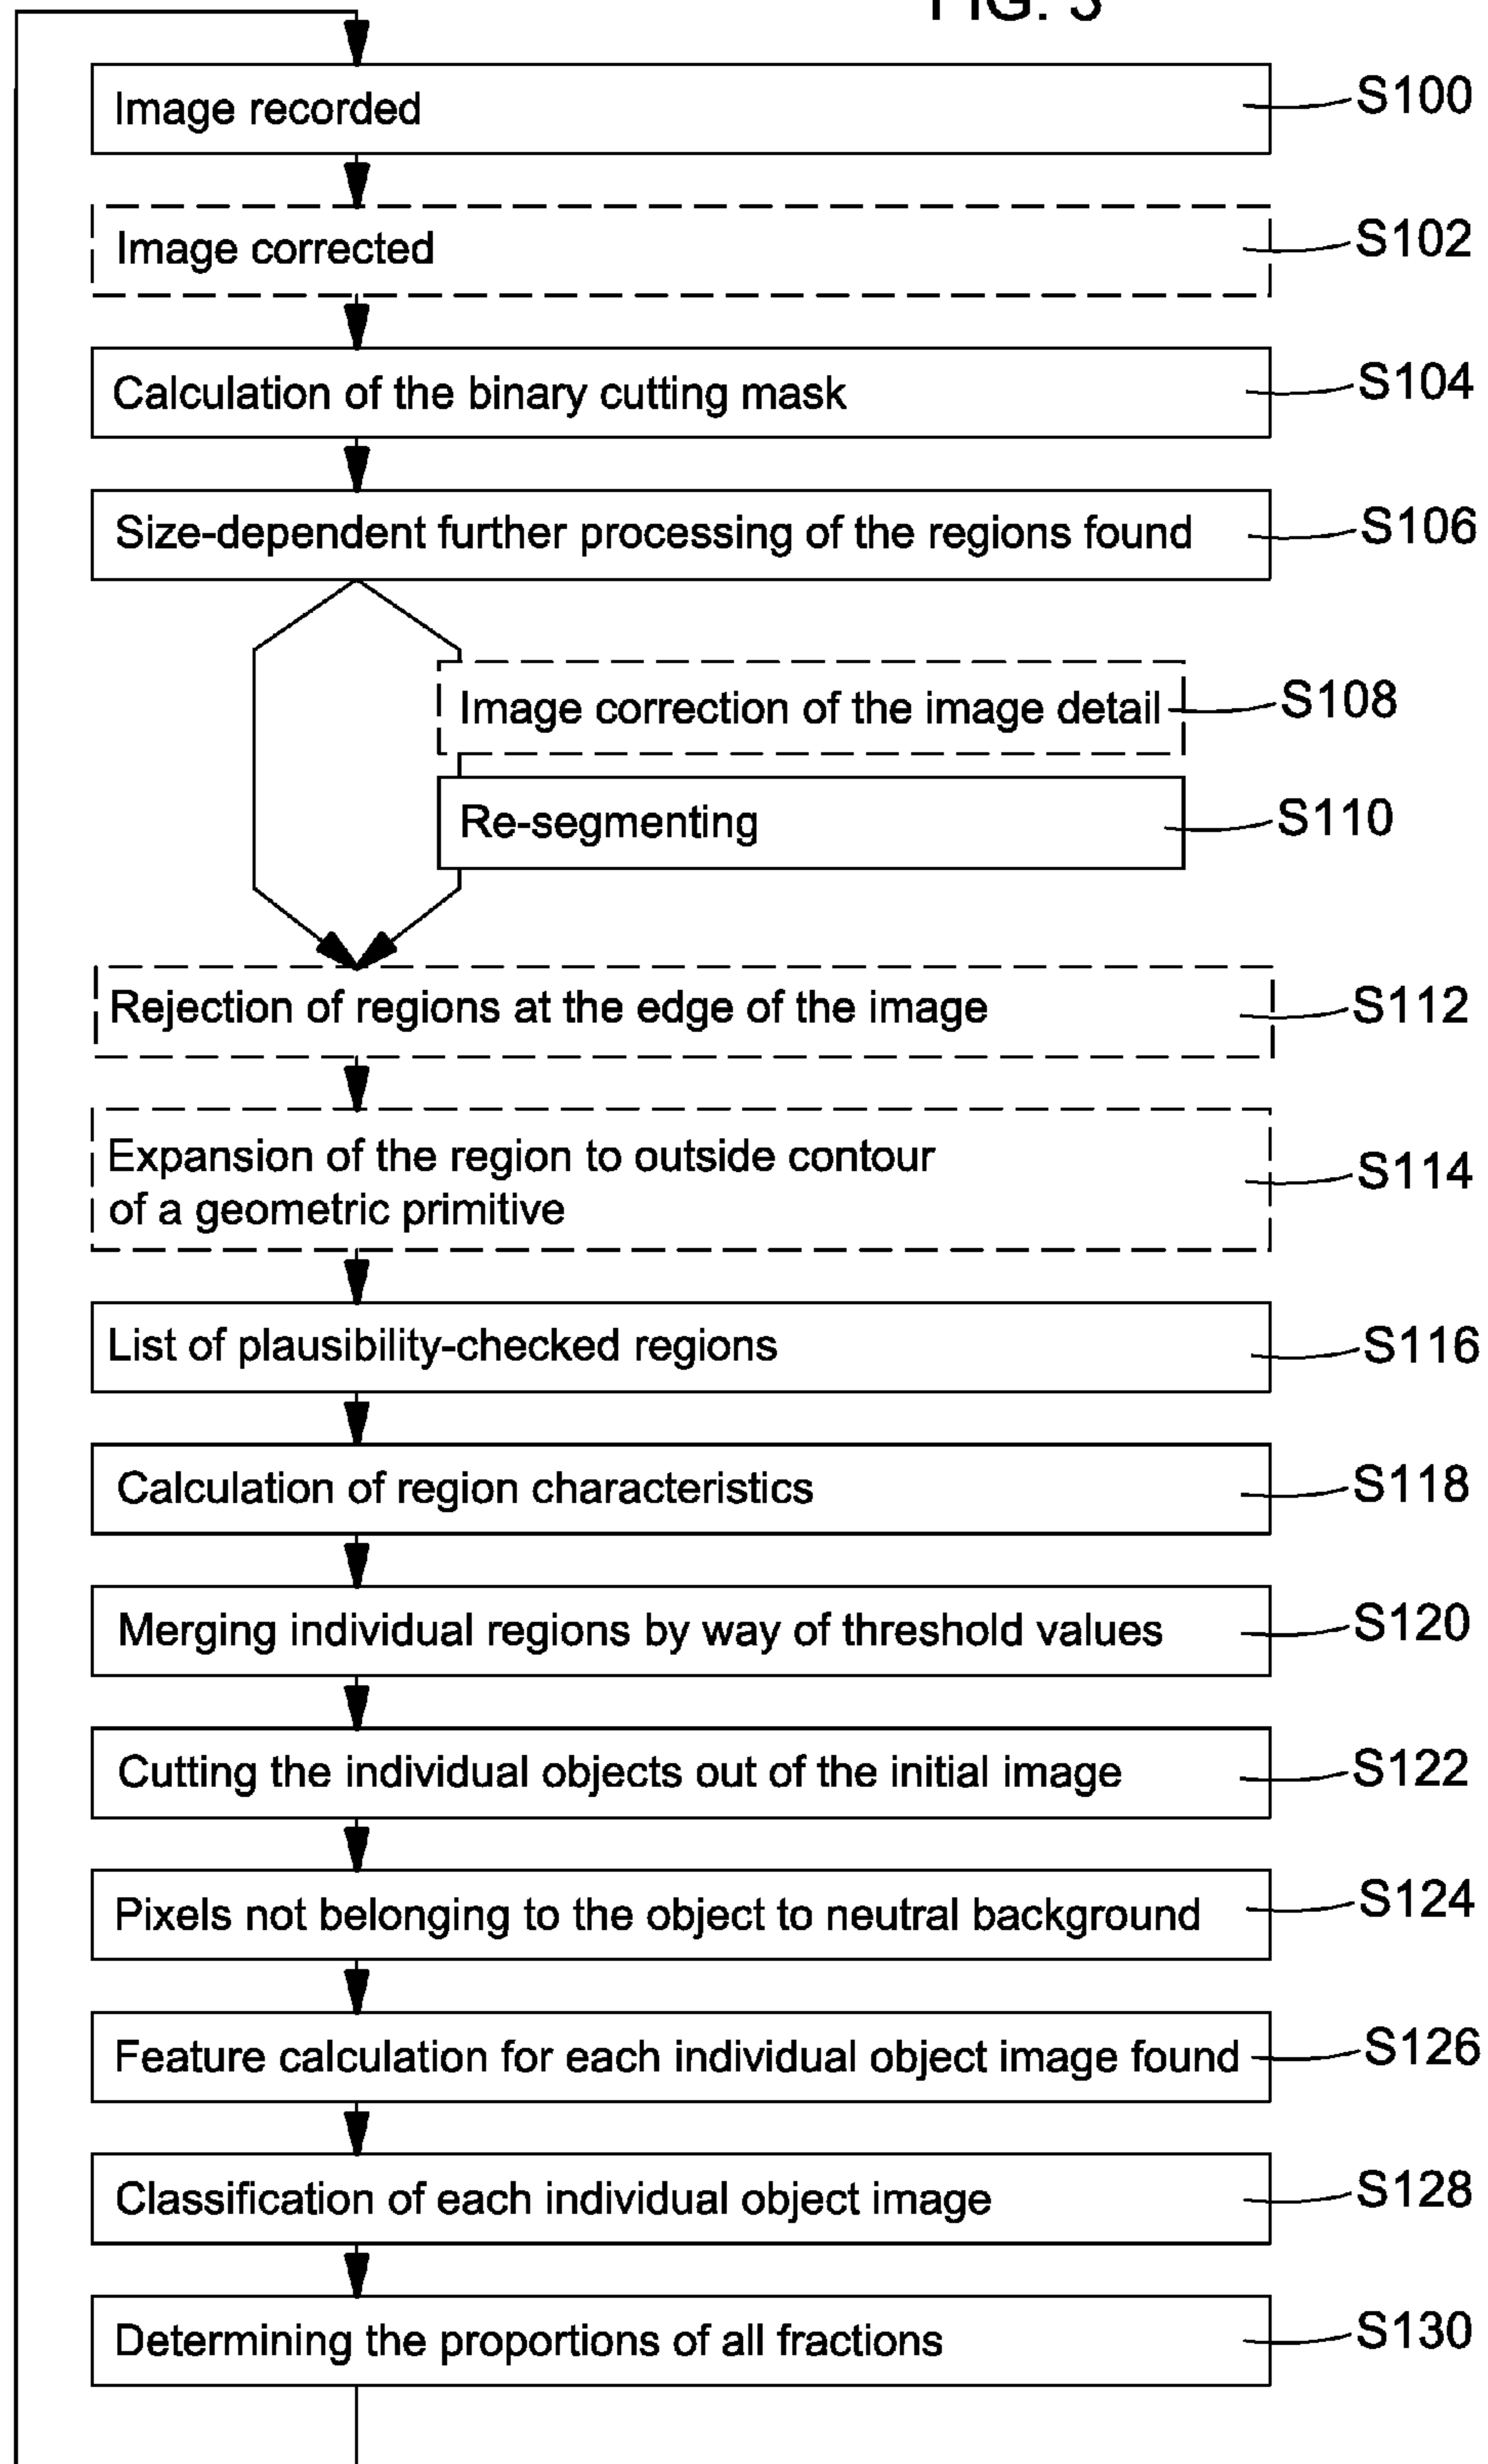 FIG. 3
Image recorded
S100
Image corrected
S102
Calculation of the binary cutting mask
S104
Size-dependent further processing of the regions found
S106
Image correction of the image detail
S108
Re-segmenting
S110
Rejection of regions at the edge of the image
S112
Expansion of the region to outside contour
of a geometric primitive
S114
List of plausibility-checked regions
S116
Calculation of region characteristics
S118
Merging individual regions by way of threshold values
S120
Cutting the individual objects out of the initial image
S122
Pixels not belonging to the object to neutral background
S124
Feature calculation for each individual object image found
S126
Classification of each individual object image
S128
Determining the proportions of all fractions
S130